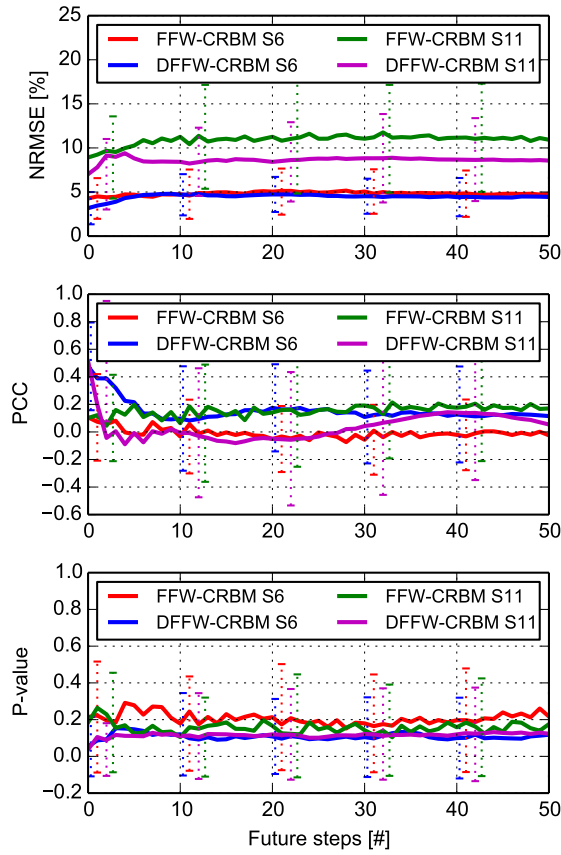 25
20
15
10
5
0
NRMSE [%]
FFW-CRBM S6
DFFW-CRBM S6
FFW-CRBM S11
DFFW-CRBM S11
0 10 20 30 40 50
1.0
0.8
0.6
0.4
0.2
0.0
−0.2
−0.4
−0.6
PCC
FFW-CRBM S6
DFFW-CRBM S6
FFW-CRBM S11
DFFW-CRBM S11
0 10 20 30 40 50
1.0
0.8
0.6
0.4
0.2
0.0
−0.2
P-value
FFW-CRBM S6
DFFW-CRBM S6
FFW-CRBM S11
DFFW-CRBM S11
0 10 20 30 40 50
Future steps [#]